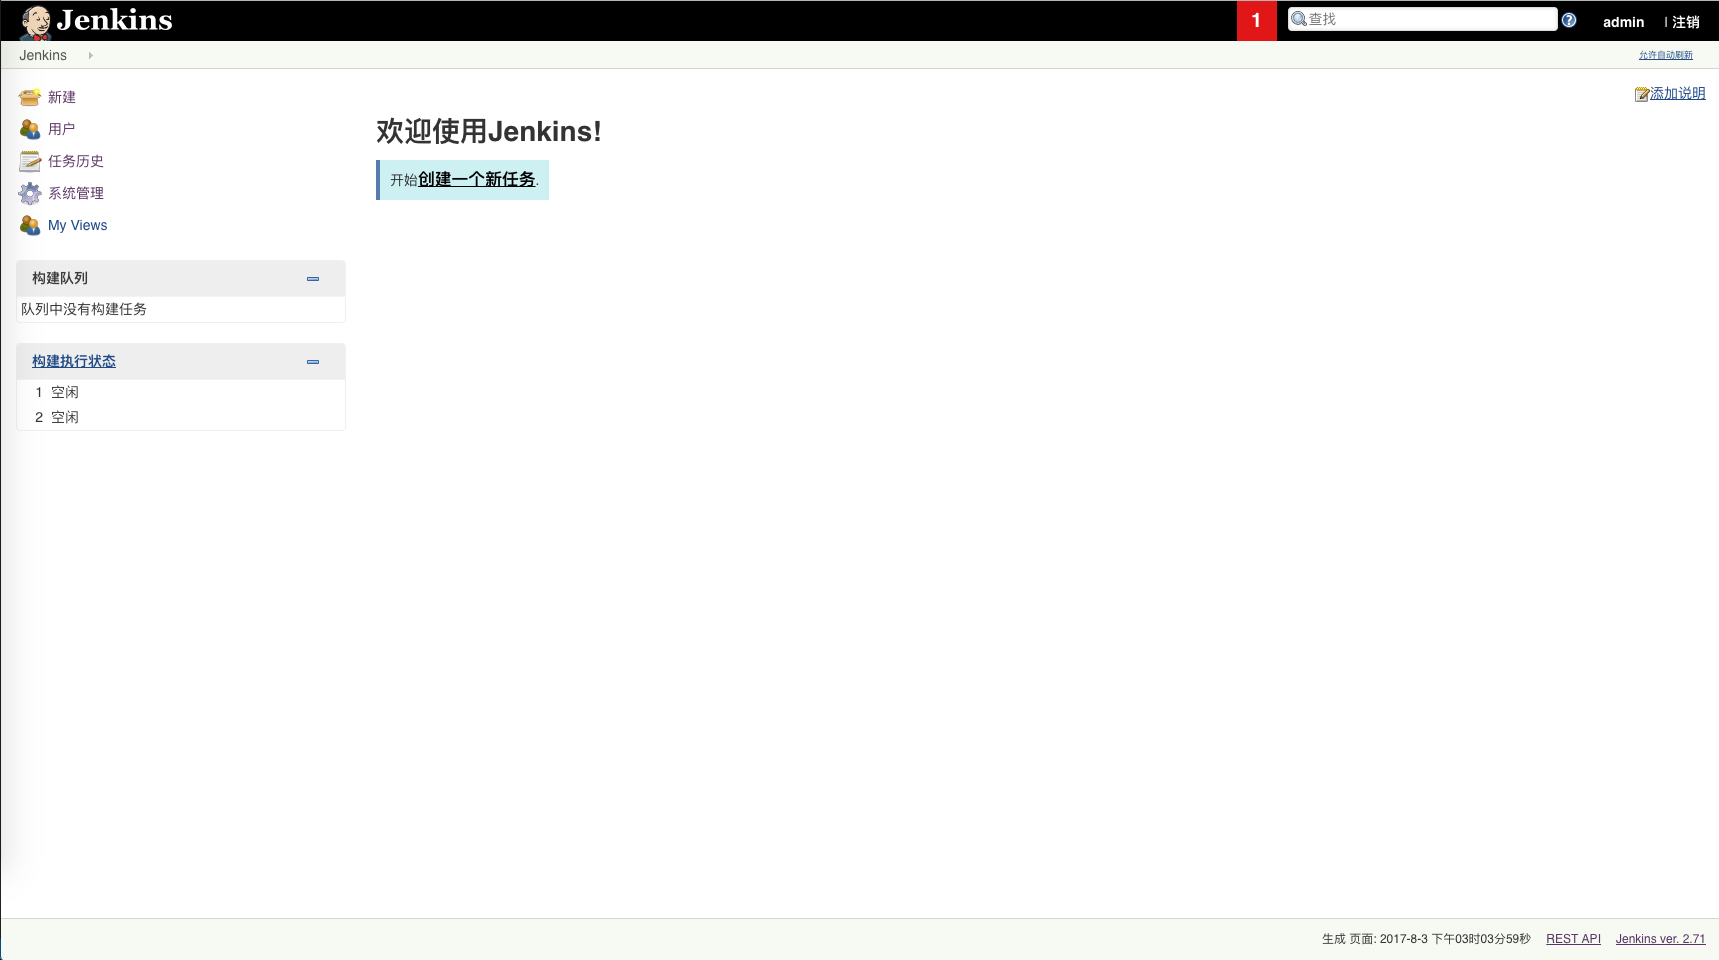 Jenkins
1
查找
admin
| 注销
Jenkins
允许自动刷新
新建
用户
任务历史
系统管理
My Views
添加说明
欢迎使用Jenkins!
开始创建一个新任务.
构建队列
队列中没有构建任务
构建执行状态
1 空闲
2 空闲
生成 页面: 2017-8-3 下午03时03分59秒 REST API Jenkins ver. 2.71